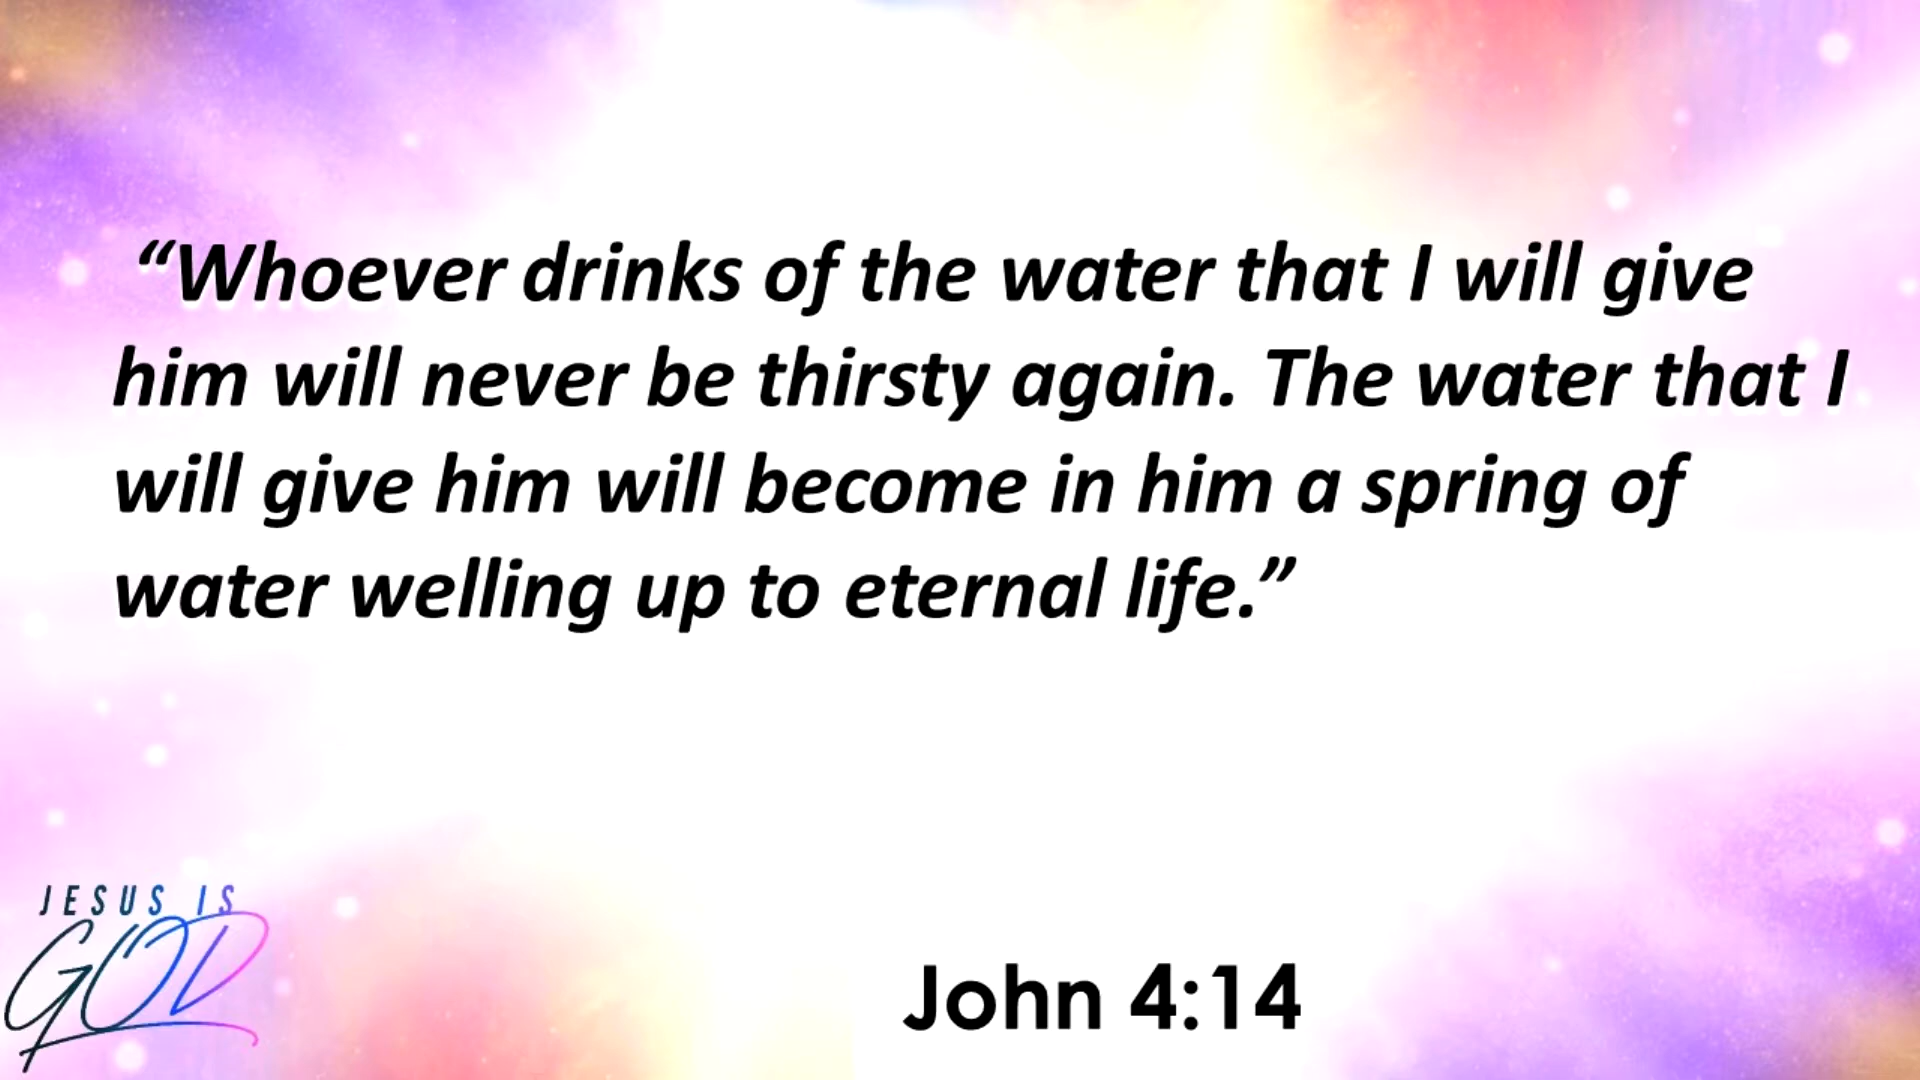 “Whoever drinks of the water that I will give
him will never be thirsty again. The water that I
will give him will become in him a spring of
water welling up to eternal life.”
JESUS IS
GOD
John 4:14